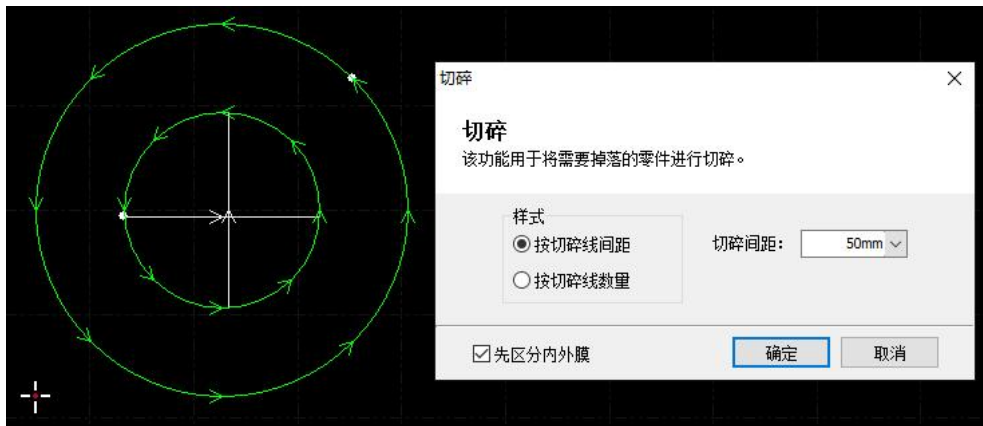 切碎
切碎
该功能用于将需要掉落的零件进行切碎。
样式
按切碎线间距
切碎间距： 50mm
按切碎线数量
先区分内外膜
确定
取消